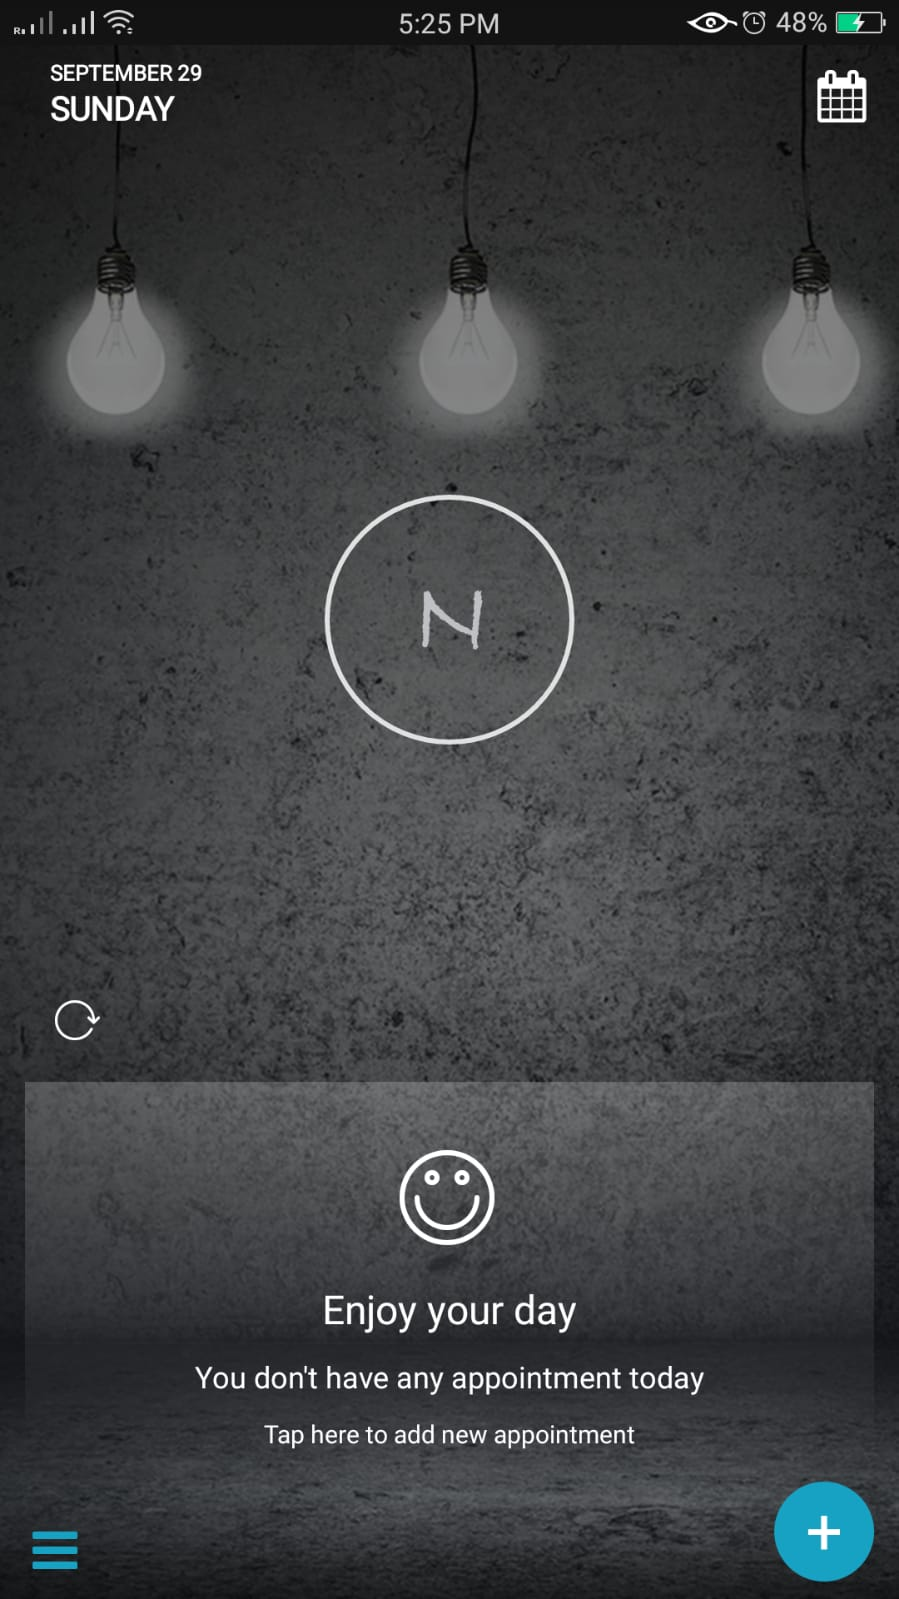 5:25 PM
48%
SEPTEMBER 29
SUNDAY
N
Enjoy your day
You don't have any appointment today
Tap here to add new appointment